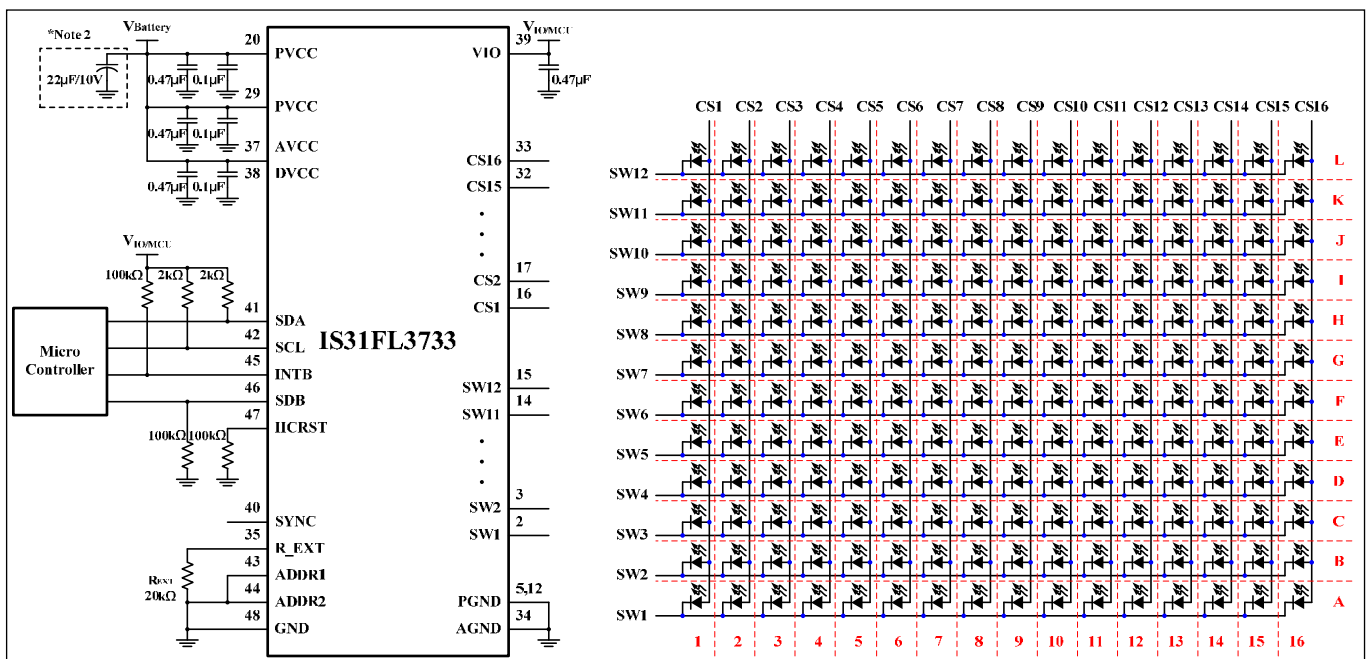 *Note 2
VBattery
22µF/10V
0.47µF 0.1µF
0.47µF 0.1µF
0.47µF 0.1µF
20 PVCC
29 PVCC
37 AVCC
38 DVCC
VIO/MCU
100kΩ 2kΩ 2kΩ
Micro
Controller
41 SDA
42 SCL
45 INTB
46 SDB
47 IICRST
100kΩ 100kΩ
40 SYNC
35 R_EXT
43 ADDR1
44 ADDR2
48 GND
REXT
20kΩ
IS31FL3733
VIO/MCU
VIO 39
0.47µF
CS16 33
CS15 32
CS2 17
CS1 16
SW12 15
SW11 14
SW2 3
SW1 2
PGND 5,12
AGND 34
CS1 CS2 CS3 CS4 CS5 CS6 CS7 CS8 CS9 CS10 CS11 CS12 CS13 CS14 CS15 CS16
SW12 L
SW11 K
SW10 J
SW9 I
SW8 H
SW7 G
SW6 F
SW5 E
SW4 D
SW3 C
SW2 B
SW1 A
1 2 3 4 5 6 7 8 9 10 11 12 13 14 15 16